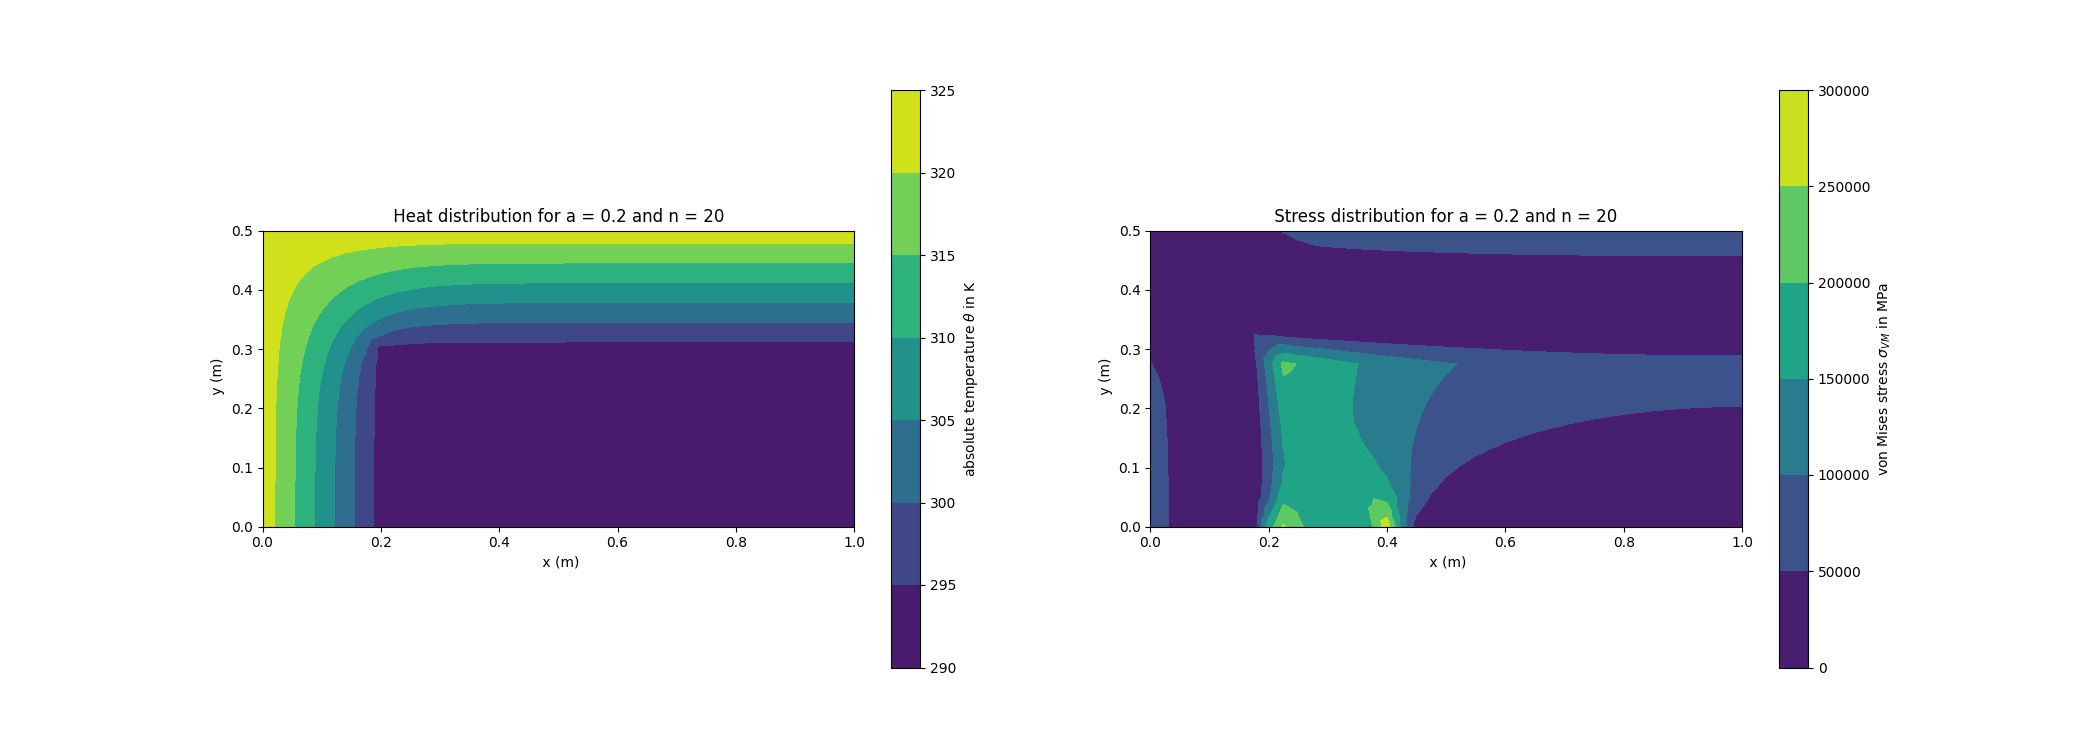 Heat distribution for a = 0.2 and n = 20
0.5
0.4
0.3
0.2
0.1
0.0
y (m)
0.0 0.2 0.4 0.6 0.8 1.0
x (m)
325
320
315
310
305
300
295
290
absolute temperature θ in K
Stress distribution for a = 0.2 and n = 20
0.5
0.4
0.3
0.2
0.1
0.0
y (m)
0.0 0.2 0.4 0.6 0.8 1.0
x (m)
300000
250000
200000
150000
100000
50000
0
von Mises stress σVM in MPa